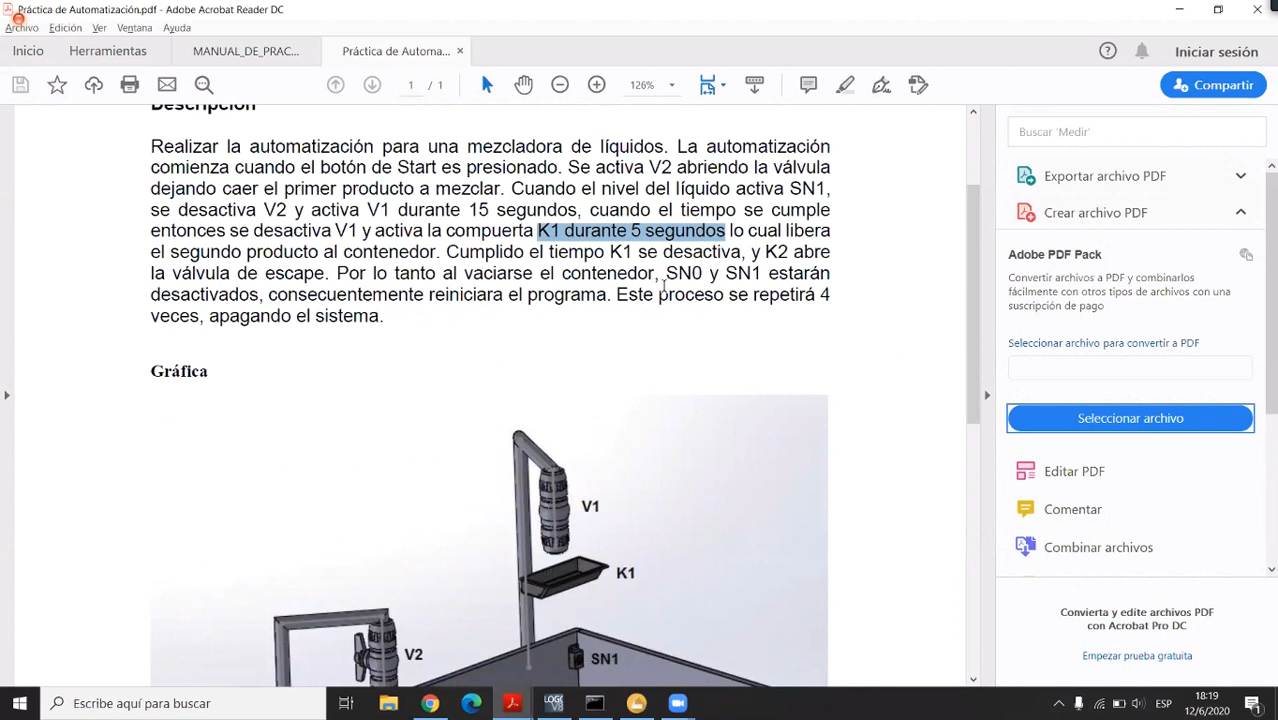 Práctica de Automatización.pdf - Adobe Acrobat Reader DC
Archivo Edición Ver Ventana Ayuda
Inicio Herramientas MANUAL_DE_PRAC... Práctica de Automa... × Iniciar sesión
1 / 1 126% Compartir
Descripción
Realizar la automatización para una mezcladora de líquidos. La automatización
comienza cuando el botón de Start es presionado. Se activa V2 abriendo la válvula
dejando caer el primer producto a mezclar. Cuando el nivel del líquido activa SN1,
se desactiva V2 y activa V1 durante 15 segundos, cuando el tiempo se cumple
entonces se desactiva V1 y activa la compuerta K1 durante 5 segundos lo cual libera
el segundo producto al contenedor. Cumplido el tiempo K1 se desactiva, y K2 abre
la válvula de escape. Por lo tanto al vaciarse el contenedor, SN0 y SN1 estarán
desactivados, consecuentemente reiniciara el programa. Este proceso se repetirá 4
veces, apagando el sistema.
Gráfica
V1
K1
V2
SN1
Buscar 'Medir'
Exportar archivo PDF
Crear archivo PDF
Adobe PDF Pack
Convertir archivos a PDF y combinarlos
fácilmente con otros tipos de archivos con una
suscripción de pago
Seleccionar archivo para convertir a PDF
Seleccionar archivo
Editar PDF
Comentar
Combinar archivos
Convierta y edite archivos PDF
con Acrobat Pro DC
Empezar prueba gratuita
Escribe aquí para buscar
LOGO!
V8
ESP
18:19
12/6/2020
1